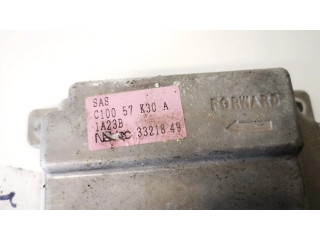 SAS
C100 57 K30 A
1A23B
33218 49
FORWARD